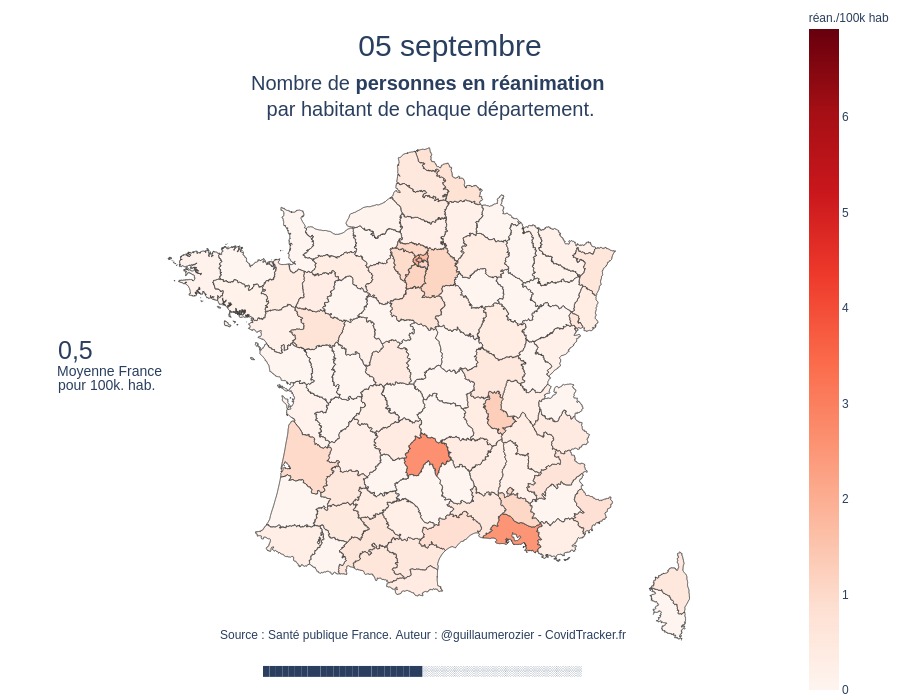 réan./100k hab
05 septembre
Nombre de personnes en réanimation
par habitant de chaque département.
6
5
4
3
2
1
0
0,5
Moyenne France
pour 100k. hab.
Source : Santé publique France. Auteur : @guillaumerozier - CovidTracker.fr